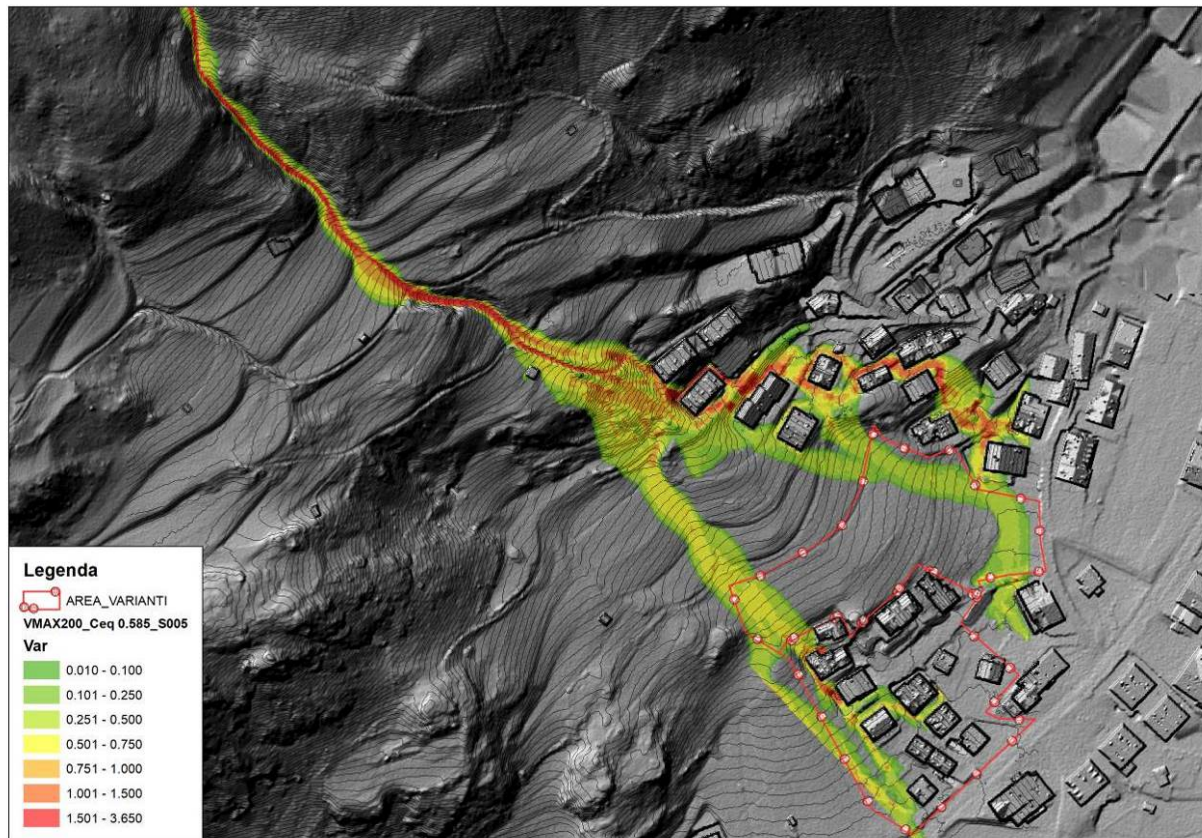 Legenda
AREA_VARIANTI
VMAX200_Ceq 0.585_S005
Var
0.010 - 0.100
0.101 - 0.250
0.251 - 0.500
0.501 - 0.750
0.751 - 1.000
1.001 - 1.500
1.501 - 3.650